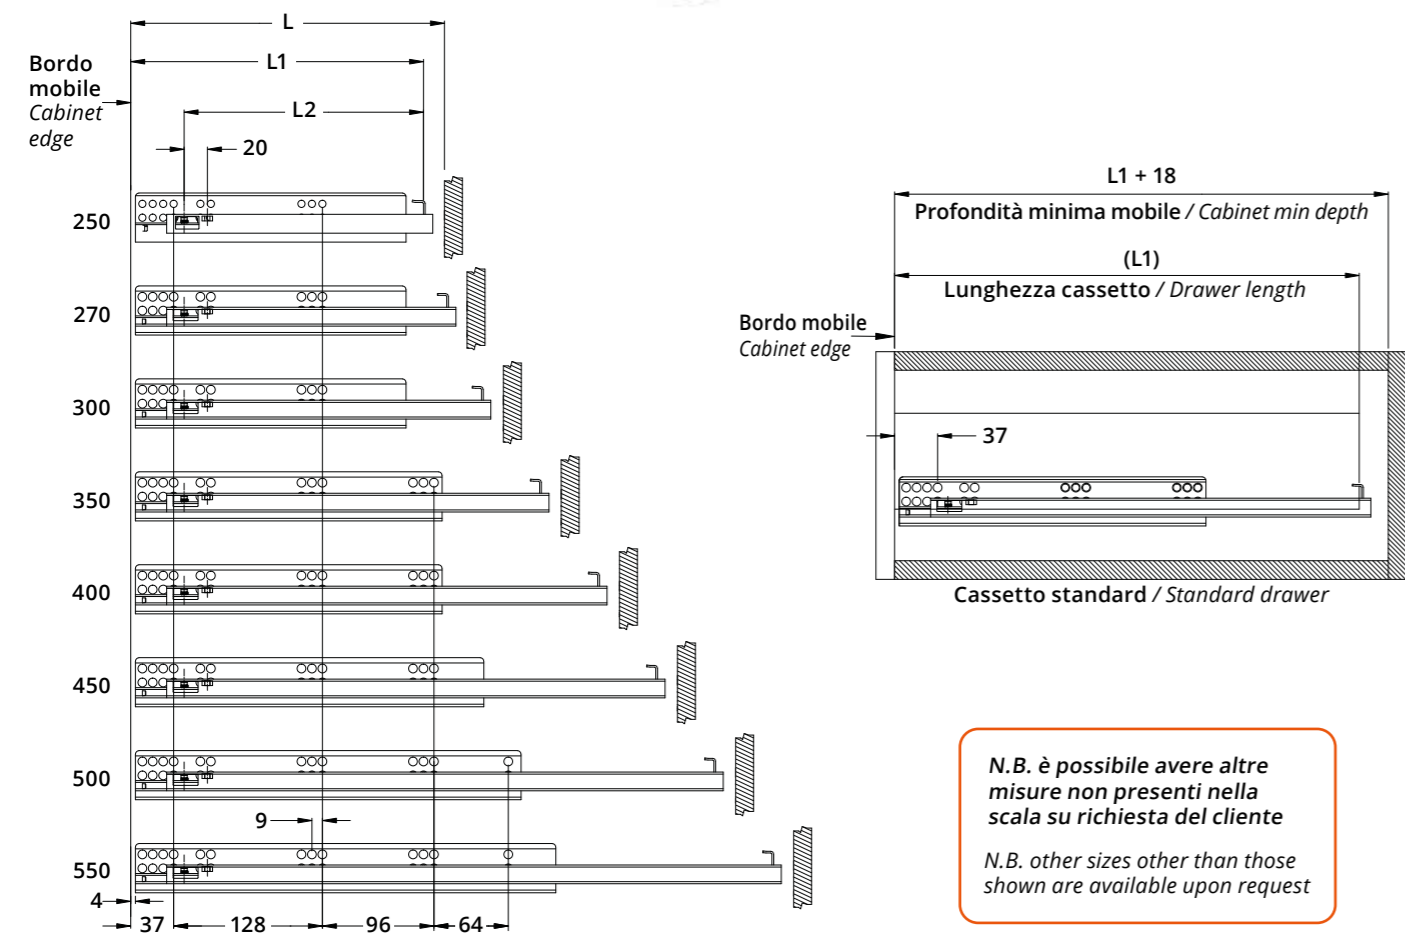 L
L1
L2
20
Bordo
mobile
Cabinet
edge
250
270
300
350
400
450
500
9
550
4
37
128
96
64
L1 + 18
Profondità minima mobile / Cabinet min depth
(L1)
Lunghezza cassetto / Drawer length
Bordo mobile
Cabinet edge
37
Cassetto standard / Standard drawer
N.B. è possibile avere altre
misure non presenti nella
scala su richiesta del cliente
N.B. other sizes other than those
shown are available upon request